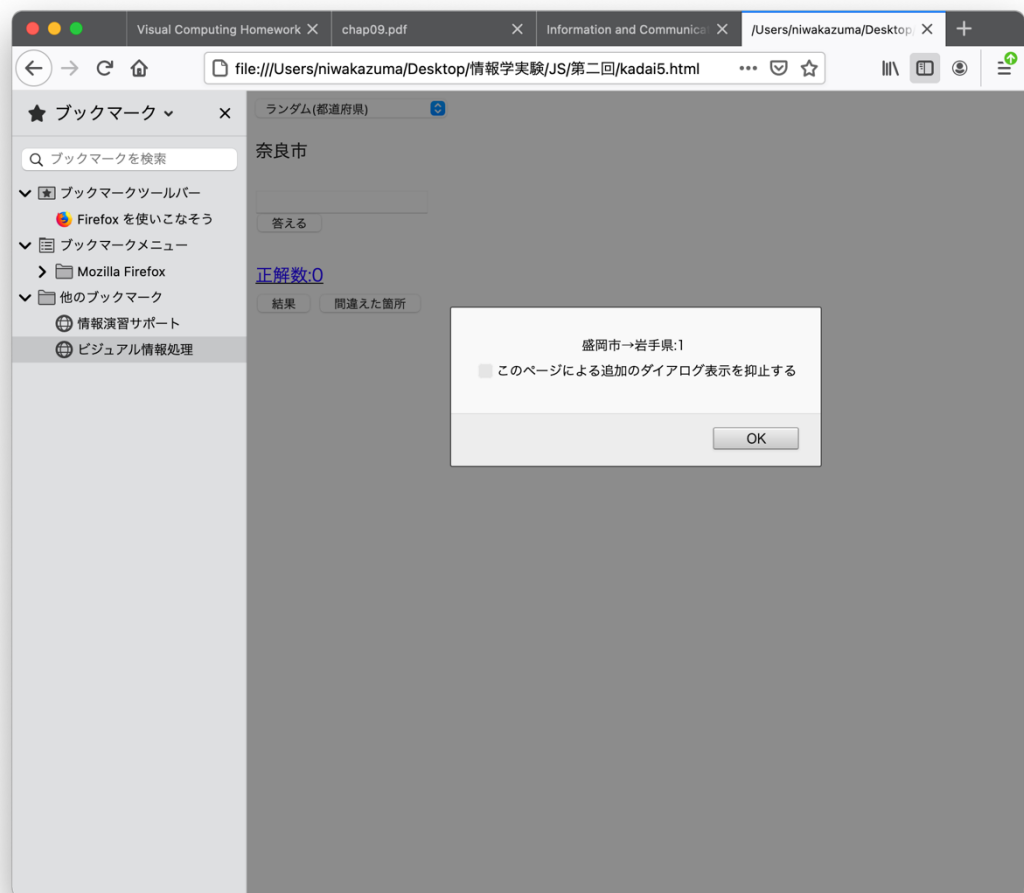 Visual Computing Homework
chap09.pdf
Information and Communica
/Users/niwakazuma/Desktop/
file:///Users/niwakazuma/Desktop/情報学実験/JS/第二回/kadai5.html
ブックマーク
ブックマークを検索
ブックマークツールバー
Firefox を使いこなそう
ブックマークメニュー
Mozilla Firefox
他のブックマーク
情報演習サポート
ビジュアル情報処理
ランダム(都道府県)
奈良市
答える
正解数:0
結果
間違えた箇所
盛岡市→岩手県:1
このページによる追加のダイアログ表示を抑止する
OK